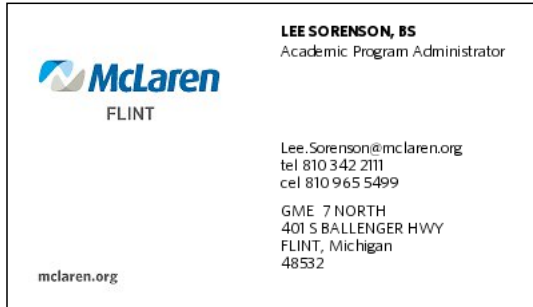 McLaren
FLINT
mclaren.org
LEE SORENSON, BS
Academic Program Administrator
Lee.Sorenson@mclaren.org
tel 810 342 2111
cel 810 965 5499
GME 7 NORTH
401 S BALLENGER HWY
FLINT, Michigan
48532